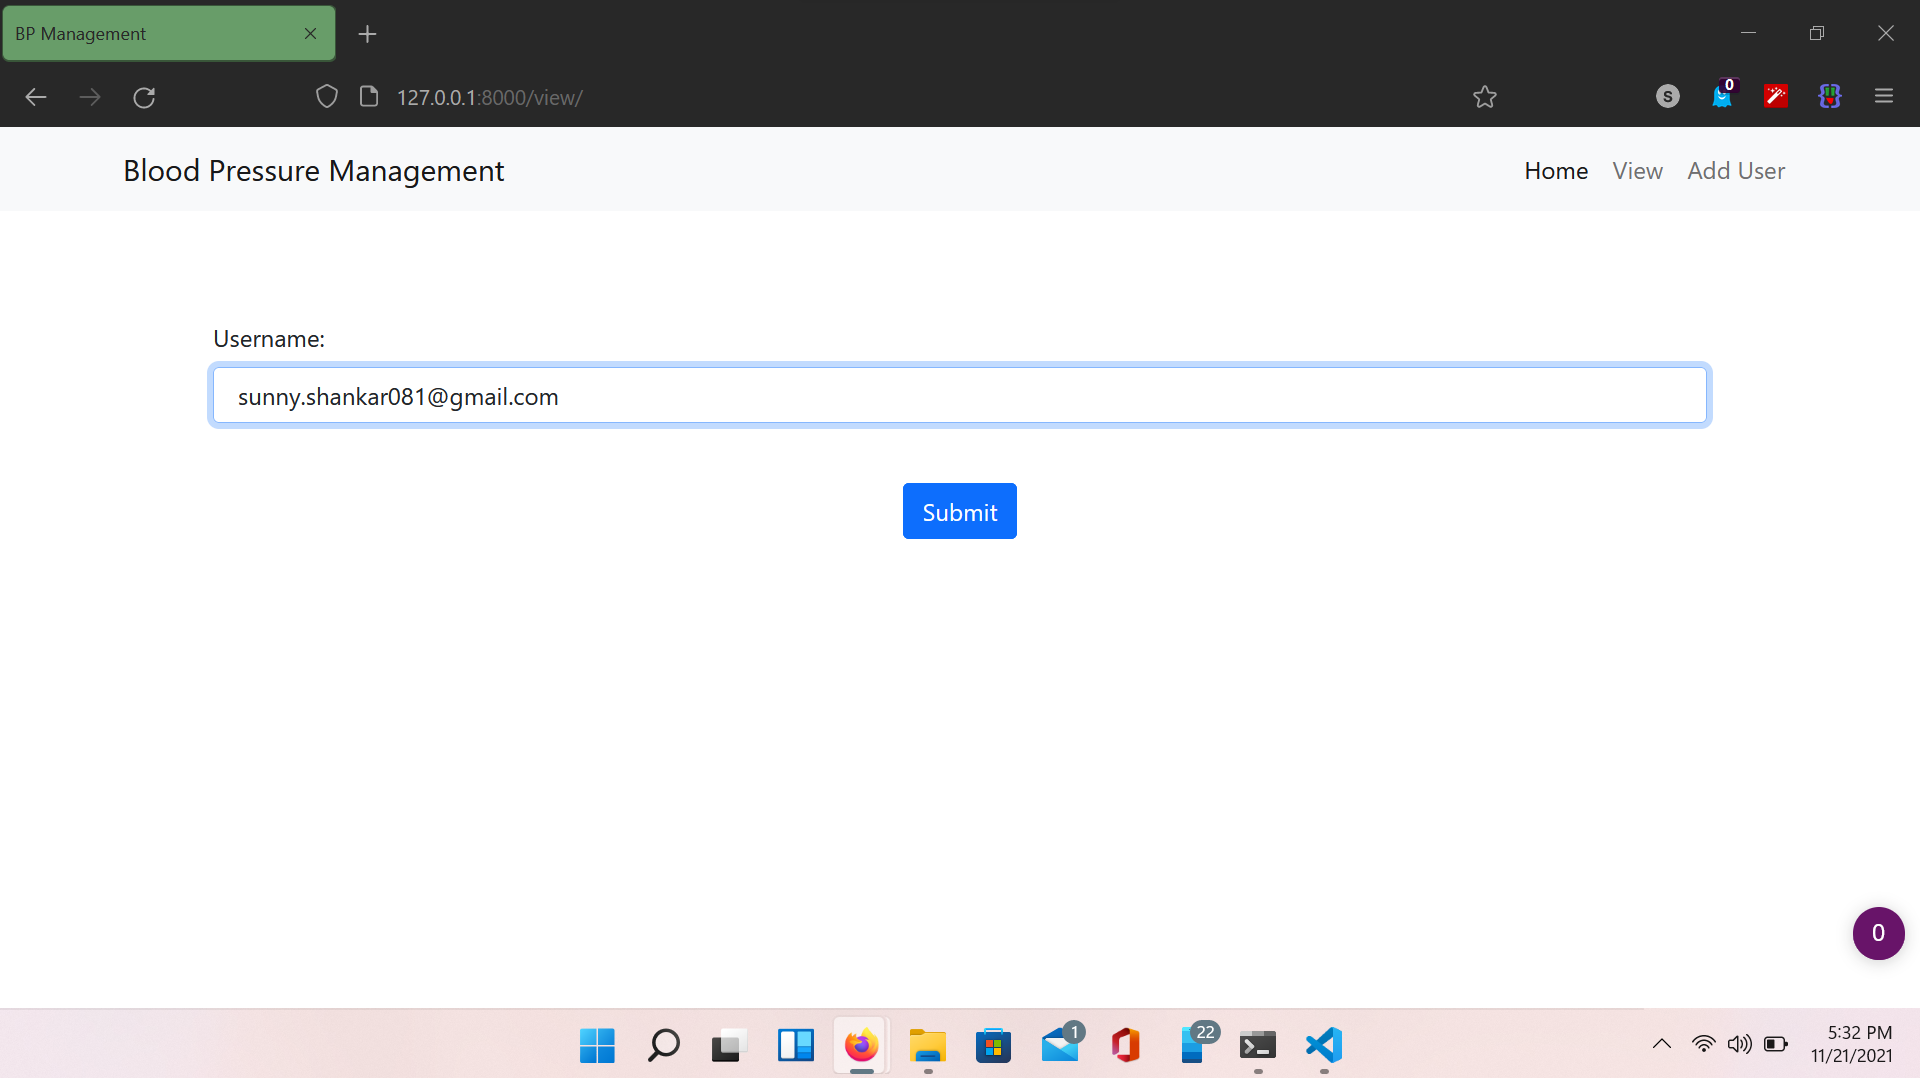 BP Management
127.0.0.1:8000/view/
S
0
Blood Pressure Management
Home View Add User
Username:
sunny.shankar081@gmail.com
Submit
0
1
22
5:32 PM
11/21/2021